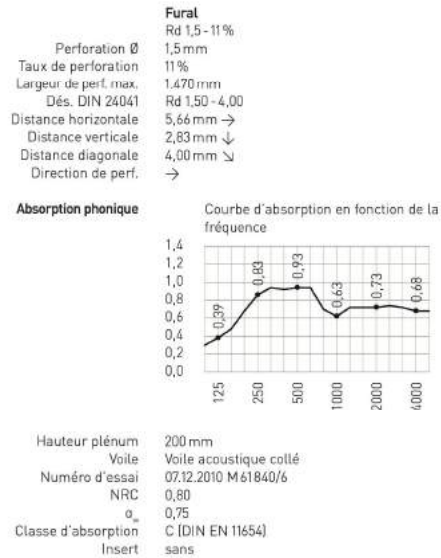 Fural
Rd 1,5 - 11 %
Perforation Ø 1,5 mm
Taux de perforation 11 %
Largeur de perf. max. 1.470 mm
Dés. DIN 24041 Rd 1,50 - 4,00
Distance horizontale 5,66 mm →
Distance verticale 2,83 mm ↓
Distance diagonale 4,00 mm ↘
Direction de perf. →
Absorption phonique Courbe d'absorption en fonction de la
fréquence
1,4
1,2
1,0
0,8
0,6
0,4
0,2
0,0
0,39
0,83
0,93
0,63
0,73
0,68
125
250
500
1000
2000
4000
Hauteur plénum 200 mm
Voile Voile acoustique collé
Numéro d'essai 07.12.2010 M 61840/6
NRC 0,80
α_w 0,75
Classe d'absorption C (DIN EN 11654)
Insert sans